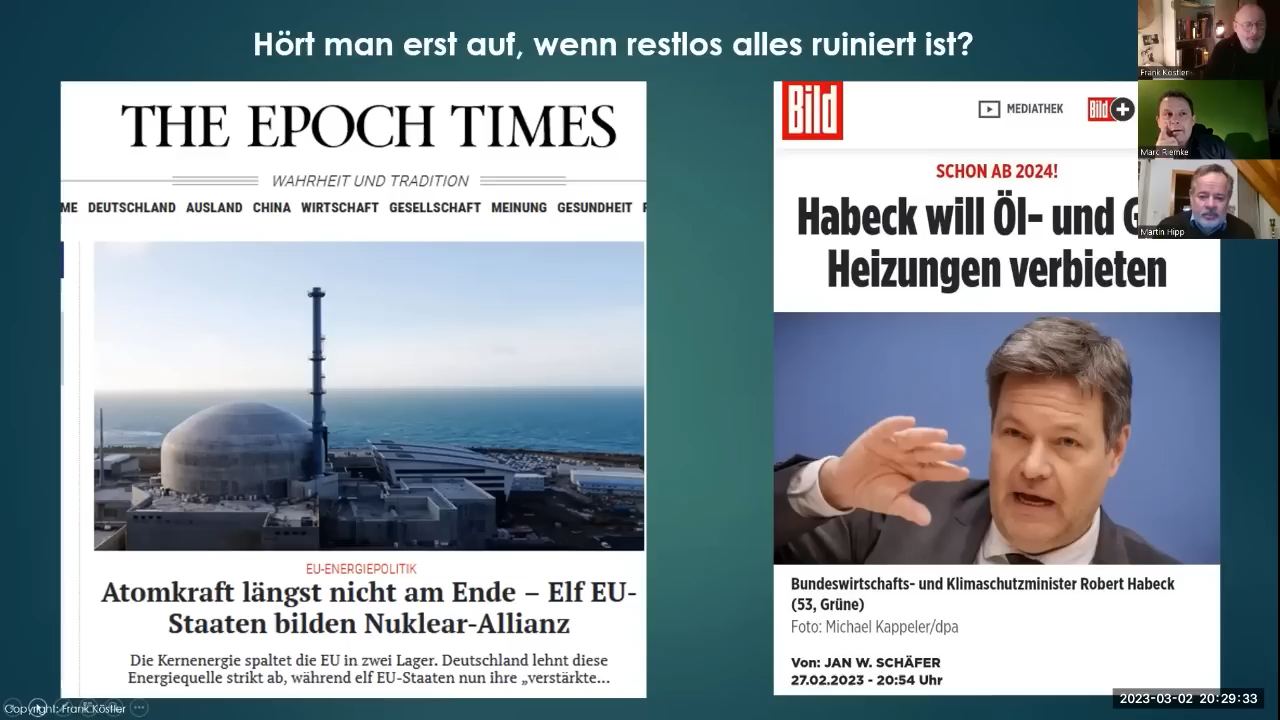 Hört man erst auf, wenn restlos alles ruiniert ist?
THE EPOCH TIMES
WAHRHEIT UND TRADITION
ME DEUTSCHLAND AUSLAND CHINA WIRTSCHAFT GESELLSCHAFT MEINUNG GESUNDHEIT
EU-ENERGIEPOLITIK
Atomkraft längst nicht am Ende – Elf EU-
Staaten bilden Nuklear-Allianz
Die Kernenergie spaltet die EU in zwei Lager. Deutschland lehnt diese
Energiequelle strikt ab, während elf EU-Staaten nun ihre „verstärkte...
Bild
MEDIATHEK
Bild +
SCHON AB 2024!
Habeck will Öl- und G
Heizungen verbieten
Bundeswirtschafts- und Klimaschutzminister Robert Habeck
(53, Grüne)
Foto: Michael Kappeler/dpa
Von: JAN W. SCHÄFER
27.02.2023 - 20:54 Uhr
Frank Köstler
Marc Riemke
Martin Hipp
Copyright: Frank Köstler
2023-03-02 20:29:33